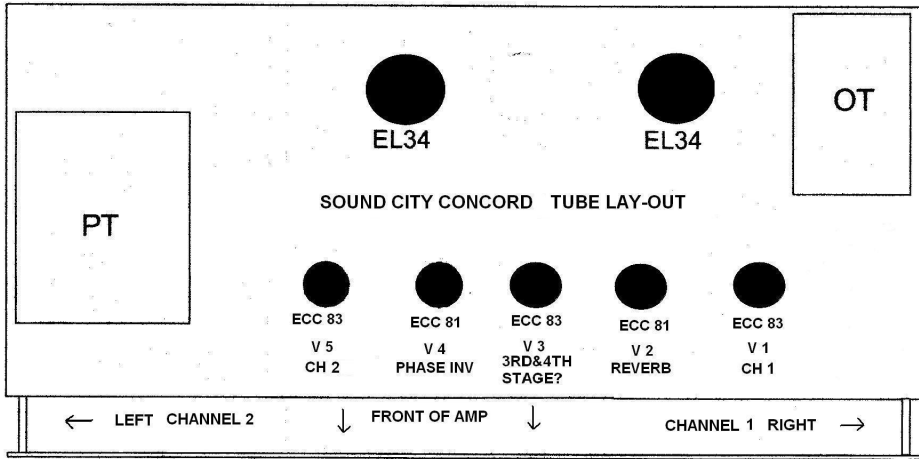 OT
EL34 EL34
SOUND CITY CONCORD TUBE LAY-OUT
PT
ECC 83 ECC 81 ECC 83 ECC 81 ECC 83
V 5 V 4 V 3 V 2 V 1
CH 2 PHASE INV 3RD&4TH REVERB CH 1
STAGE?
← LEFT CHANNEL 2 ↓ FRONT OF AMP ↓ CHANNEL 1 RIGHT →